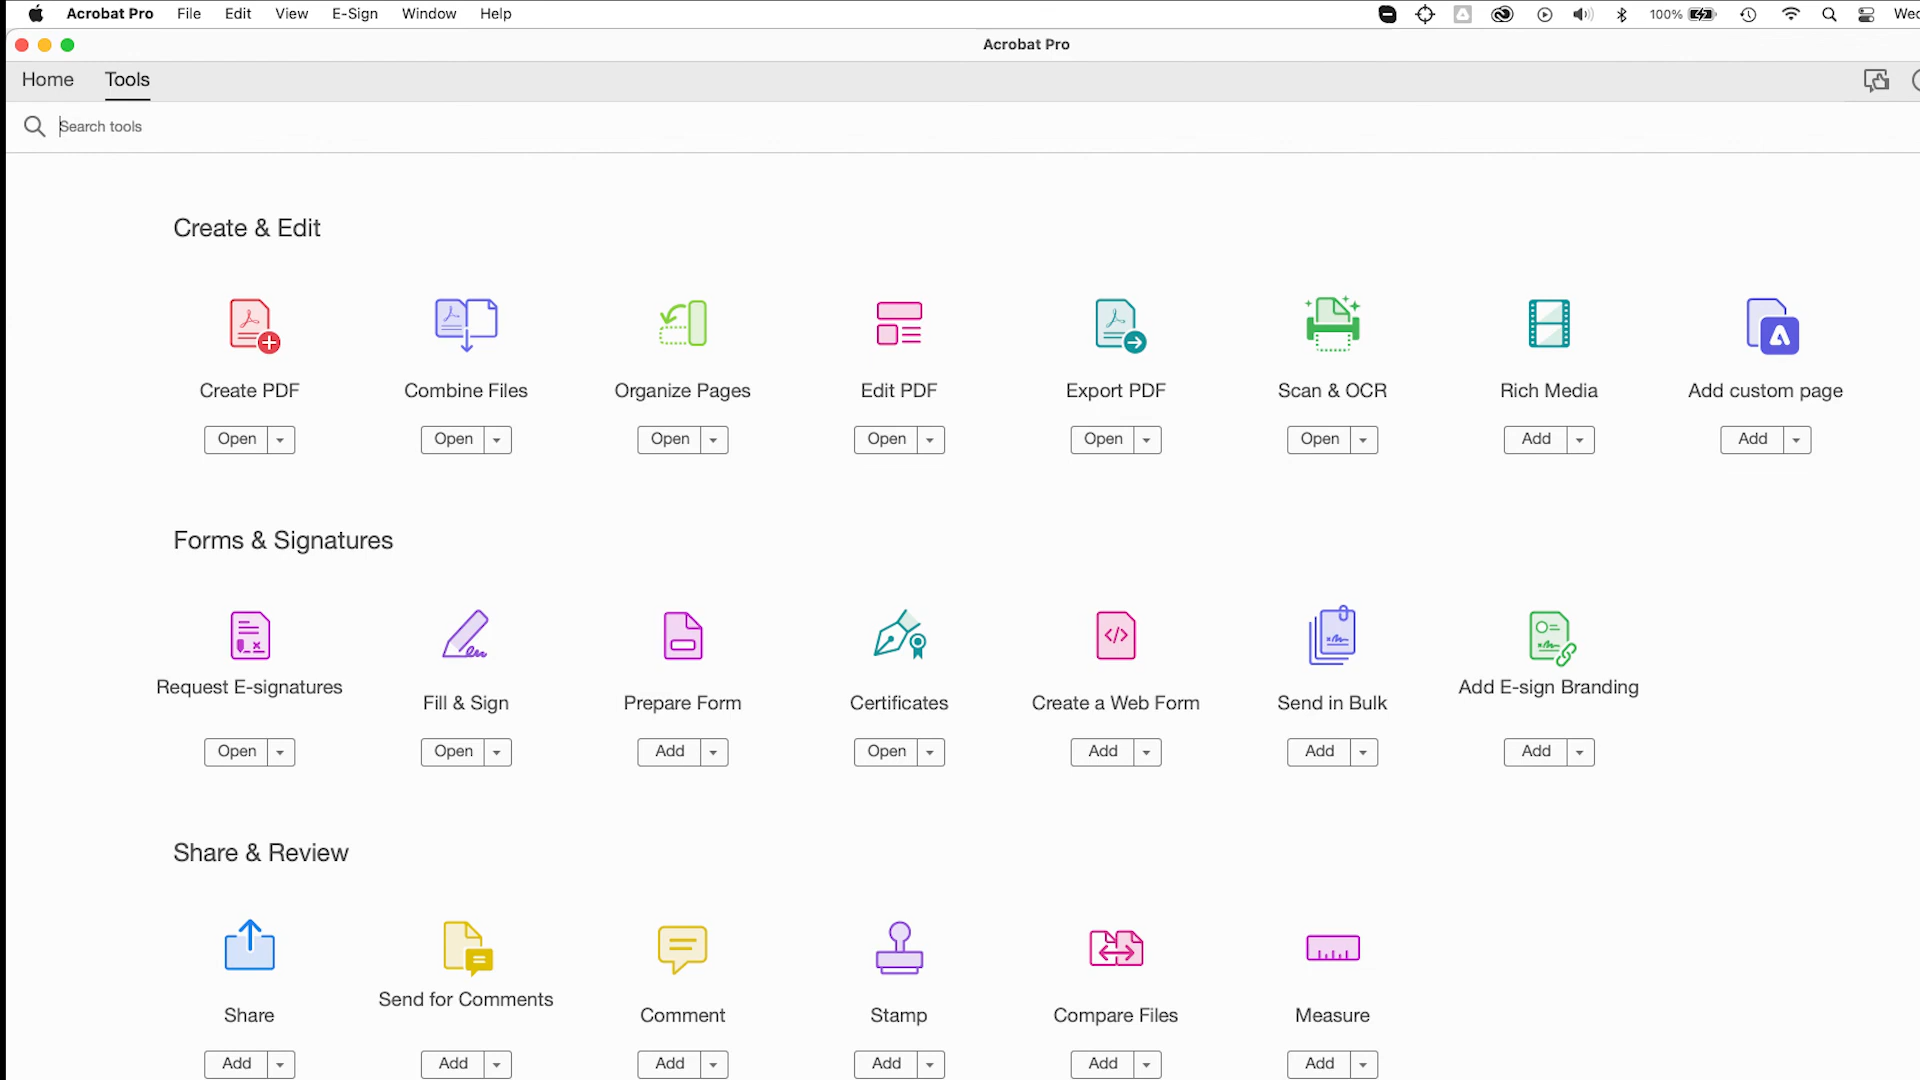 Acrobat Pro File Edit View E-Sign Window Help 100% Wed
Acrobat Pro
Home Tools
Search tools
Create & Edit
Create PDF Combine Files Organize Pages Edit PDF Export PDF Scan & OCR Rich Media Add custom page
Open Open Open Open Open Open Add Add
Forms & Signatures
Request E-signatures Fill & Sign Prepare Form Certificates Create a Web Form Send in Bulk Add E-sign Branding
Open Open Add Open Add Add Add
Share & Review
Share Send for Comments Comment Stamp Compare Files Measure
Add Add Add Add Add Add